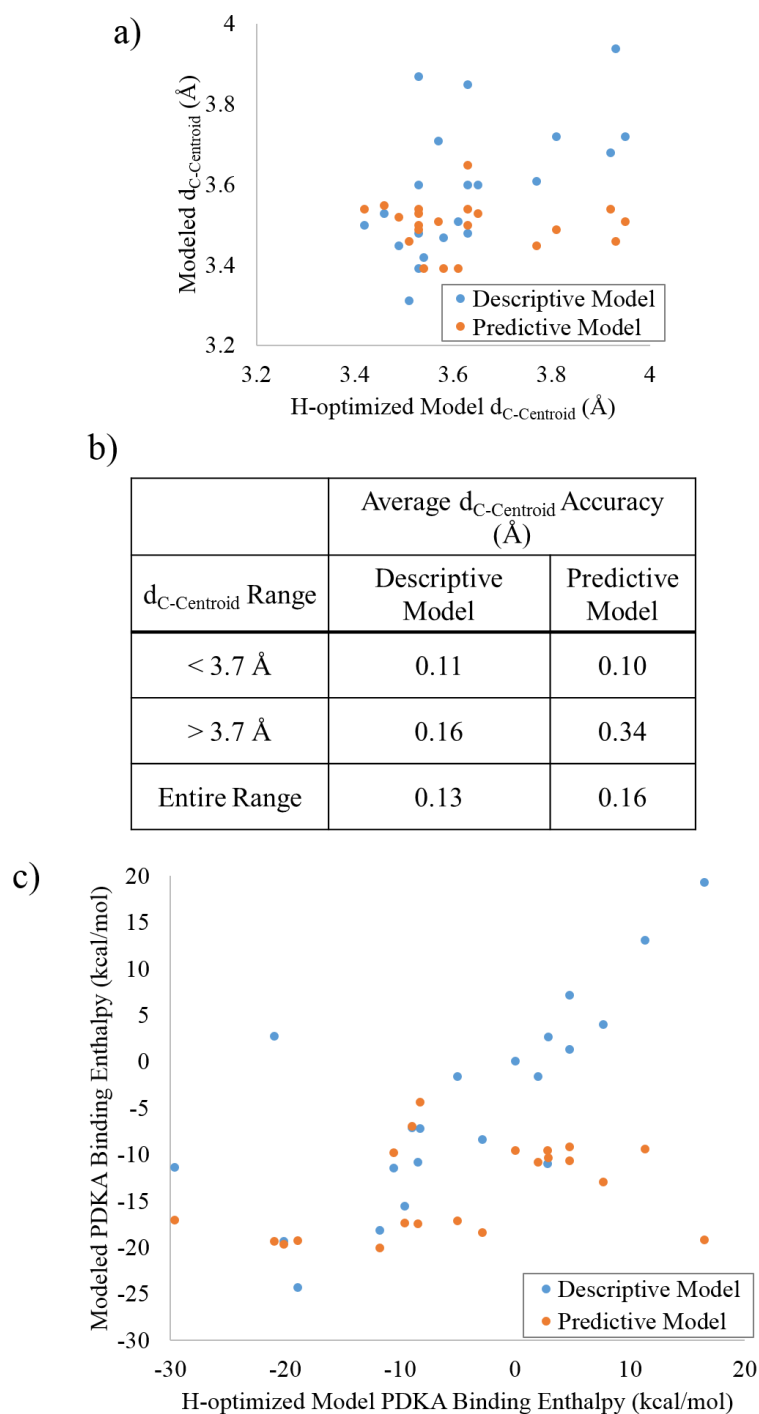 a)
4
3.8
3.6
3.4
3.2
Modeled dC-Centroid (Å)
Descriptive Model
Predictive Model
3.2 3.4 3.6 3.8 4
H-optimized Model dC-Centroid (Å)
b)
Average dC-Centroid Accuracy
(Å)
dC-Centroid Range
Descriptive
Model
Predictive
Model
< 3.7 Å 0.11 0.10
> 3.7 Å 0.16 0.34
Entire Range 0.13 0.16
c)
20
15
10
5
0
-5
-10
-15
-20
-25
-30
Modeled PDKA Binding Enthalpy (kcal/mol)
Descriptive Model
Predictive Model
-30 -20 -10 0 10 20
H-optimized Model PDKA Binding Enthalpy (kcal/mol)